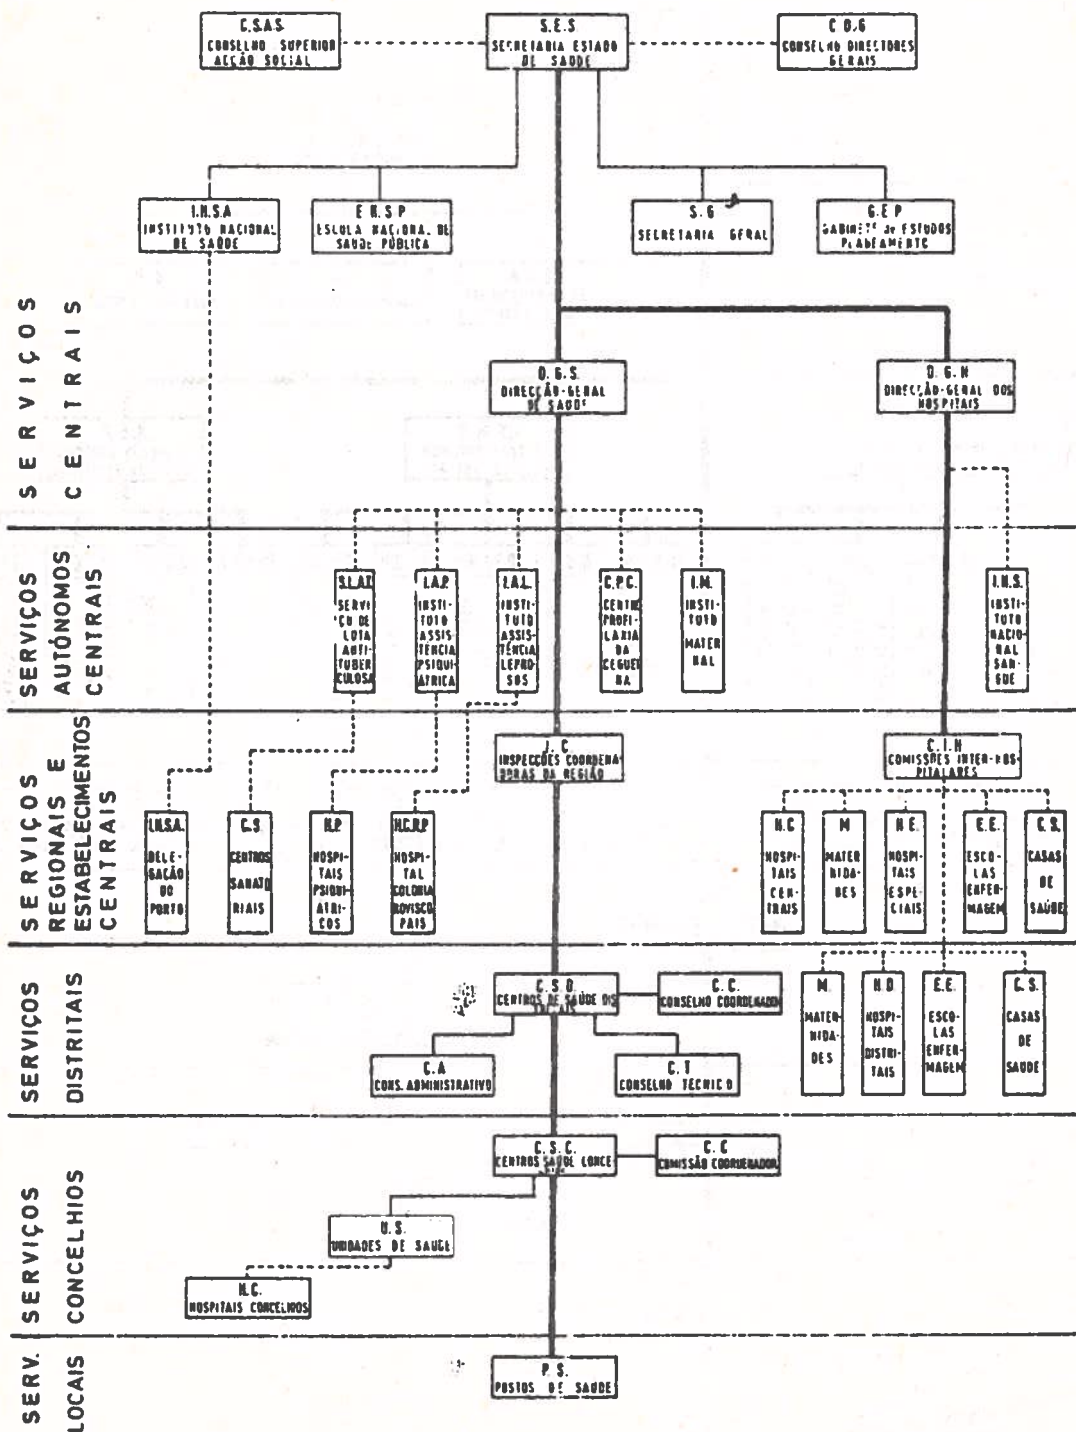 C.S.A.S.
CONSELHO SUPERIOR
ACÇÃO SOCIAL
S.E.S.
SECRETARIA ESTADO
DE SAÚDE
C D.G
CONSELHO DIRECTORES
GERAIS
I.N.S.A
INSTITUTO NACIONAL
DE SAÚDE
E N.S.P
ESCOLA NACIONAL DE
SAÚDE PÚBLICA
S.G
SECRETARIA GERAL
G.E.P
GABINETE de ESTUDOS
PLANEAMENTO
SERVIÇOS
CENTRAIS
D.G.S.
DIRECÇÃO-GERAL
DE SAÚDE
D.G.H
DIRECÇÃO-GERAL DOS
HOSPITAIS
SERVIÇOS
AUTÓNOMOS
CENTRAIS
S.L.A.T.
SERVI
ÇO DE
LUTA
ANTI-
TUBER
CULOSA
I.A.P.
INSTI-
TUTO
ASSIS
TÊNCIA
PSIQUI-
ÁTRICA
I.A.L.
INSTI-
TUTO
ASSIS-
TÊNCIA
LEPRO-
SOS
C.P.C.
CENTRO
PROFI-
LAXIA
DA
CEGUEI
RA
I.M.
INSTI-
TUTO
MATER
NAL
I.N.S.
INSTI-
TUTO
NACIO
NAL
SAN-
GUE
SERVIÇOS
REGIONAIS E
ESTABELECIMENTOS
CENTRAIS
I.C
INSPECÇÕES COORDENA-
DORAS DA REGIÃO
C.I.H
COMISSÕES INTER-HOS-
PITALARES
I.N.S.A.
DELE-
GAÇÃO
DO
PORTO
C.S.
CENTROS
SANATO
RIAIS
H.P.
HOSPI-
TAIS
PSIQUI-
ATRI-
COS
H.C.R.P
HOSPI-
TAL
COLONIA
ROVISCO
PAIS
H.C
HOSPI-
TAIS
CEN-
TRAIS
M
MATER
NIDA-
DES
H E.
HOSPI-
TAIS
ESPE-
CIAIS
E.E.
ESCO-
LAS
ENFER-
MAGEM
C.S.
CASAS
DE
SAÚDE
SERVIÇOS
DISTRITAIS
C.S.D.
CENTROS DE SAÚDE DIS
TRITAIS
C.C.
CONSELHO COORDENADOR
C.A
CONS. ADMINISTRATIVO
C.T
CONSELHO TÉCNICO
M.
MATER-
NIDA-
DES
H.D
HOSPI-
TAIS
DISTRI-
TAIS
E.E.
ESCO-
LAS
ENFER-
MAGEM
C.S.
CASAS
DE
SAÚDE
SERVIÇOS
CONCELHIOS
C.S.C.
CENTROS SAÚDE CONCE-
C.C
COMISSÃO COORDENADOR
U.S.
UNIDADES DE SAÚDE
H.C.
HOSPITAIS CONCELHIOS
SERV.
LOCAIS
P.S.
POSTOS DE SAÚDE